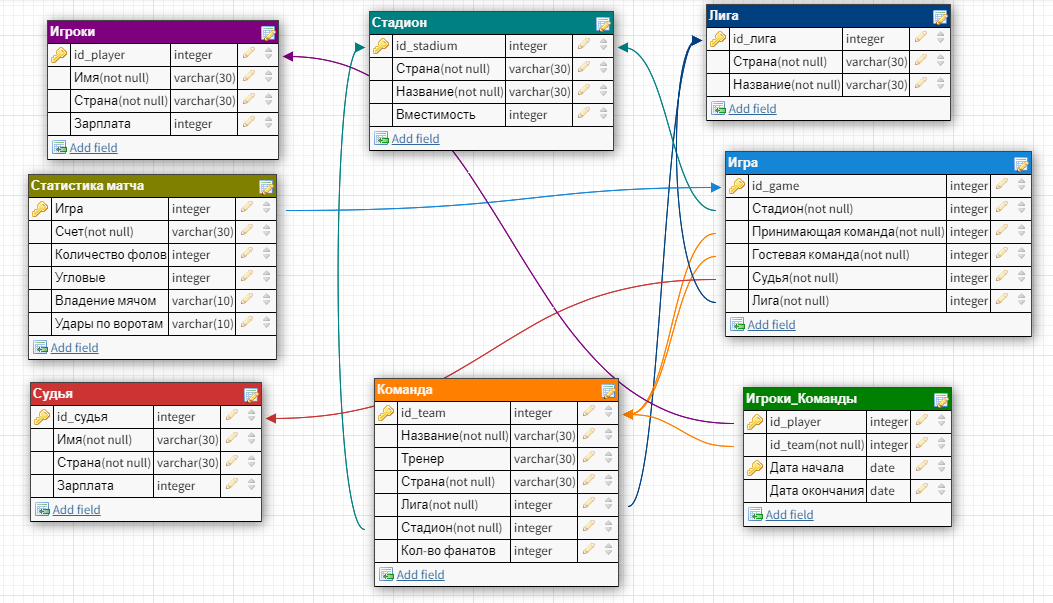 Игроки
id_player integer
Имя(not null) varchar(30)
Страна(not null) varchar(30)
Зарплата integer
Add field
Стадион
id_stadium integer
Страна(not null) varchar(30)
Название(not null) varchar(30)
Вместимость integer
Add field
Лига
id_лига integer
Страна(not null) varchar(30)
Название(not null) varchar(30)
Add field
Статистика матча
Игра integer
Счет(not null) varchar(30)
Количество фолов integer
Угловые integer
Владение мячом varchar(10)
Удары по воротам varchar(10)
Add field
Игра
id_game integer
Стадион(not null) integer
Принимающая команда(not null) integer
Гостевая команда(not null) integer
Судья(not null) integer
Лига(not null) integer
Add field
Судья
id_судья integer
Имя(not null) varchar(30)
Страна(not null) varchar(30)
Зарплата integer
Add field
Команда
id_team integer
Название(not null) varchar(30)
Тренер varchar(30)
Страна(not null) varchar(30)
Лига(not null) integer
Стадион(not null) integer
Кол-во фанатов integer
Add field
Игроки_Команды
id_player integer
id_team(not null) integer
Дата начала date
Дата окончания date
Add field